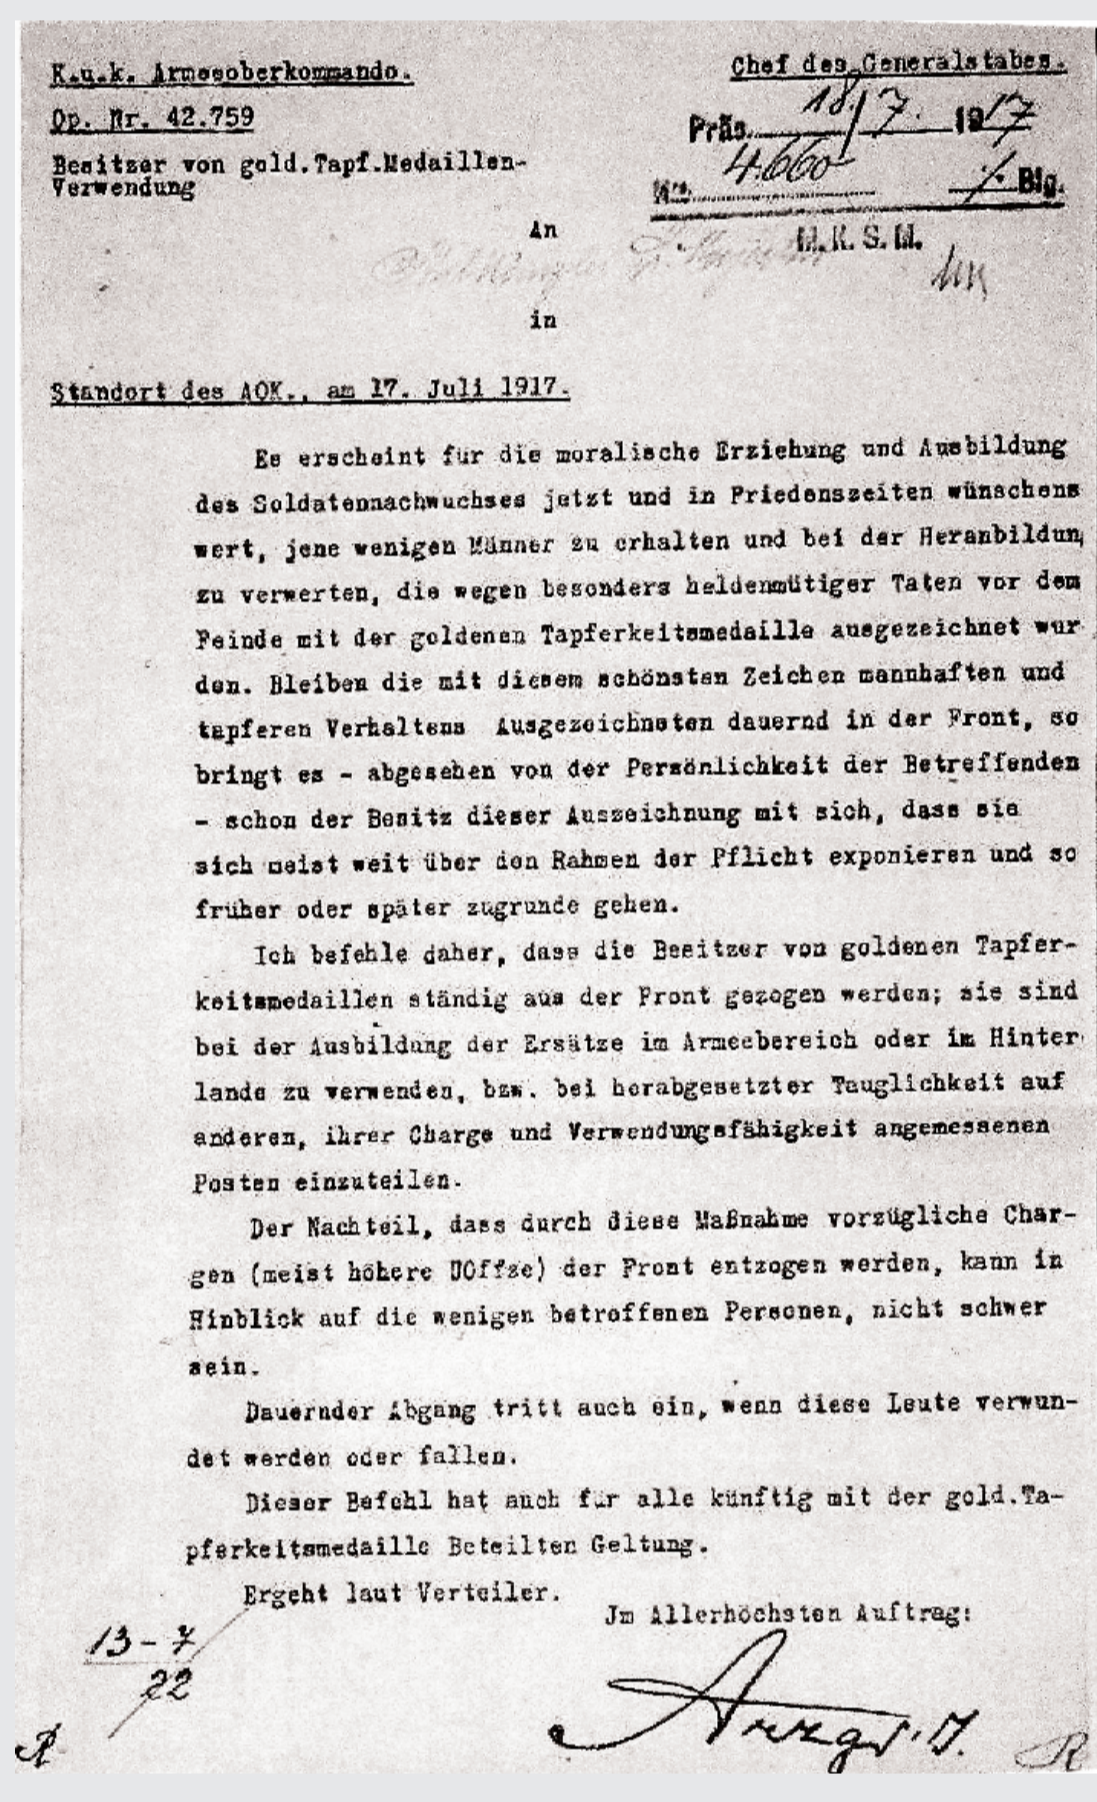 K.u.k. Armeeoberkommando.
Chef des Generalstabes.
Op. Nr. 42.759
Präs. 18./7. 1917
Besitzer von gold.Tapf.Medaillen-
Verwendung
Nr. 4660 ./. Blg.
M.K.S.M.
An
in
Standort des AOK., am 17. Juli 1917.
Es erscheint für die moralische Erziehung und Ausbildung
des Soldatennachwuchses jetzt und in Friedenszeiten wünschens
wert, jene wenigen Männer zu erhalten und bei der Heranbildun
zu verwerten, die wegen besonders heldenmütiger Taten vor dem
Feinde mit der goldenen Tapferkeitsmedaille ausgezeichnet wur
den. Bleiben die mit diesem schönsten Zeichen mannhaften und
tapferen Verhaltens Ausgezeichneten dauernd in der Front, so
bringt es - abgesehen von der Persönlichkeit der Betreffenden
- schon der Besitz dieser Auszeichnung mit sich, dass sie
sich meist weit über den Rahmen der Pflicht exponieren und so
früher oder später zugrunde gehen.
Ich befehle daher, dass die Besitzer von goldenen Tapfer-
keitsmedaillen ständig aus der Front gezogen werden; sie sind
bei der Ausbildung der Ersätze im Armeebereich oder im Hinter
lande zu verwenden, bzw. bei herabgesetzter Tauglichkeit auf
anderen, ihrer Charge und Verwendungsfähigkeit angemessenen
Posten einzuteilen.
Der Nachteil, dass durch diese Maßnahme vorzügliche Char-
gen (meist höhere UOffze) der Front entzogen werden, kann in
Hinblick auf die wenigen betroffenen Personen, nicht schwer
sein.
Dauernder Abgang tritt auch ein, wenn diese Leute verwun-
det werden oder fallen.
Dieser Befehl hat auch für alle künftig mit der gold.Ta-
pferkeitsmedaille Beteilten Geltung.
Ergeht laut Verteiler.
Jm Allerhöchsten Auftrag:
13-7
22
Arz GdI.
R
R